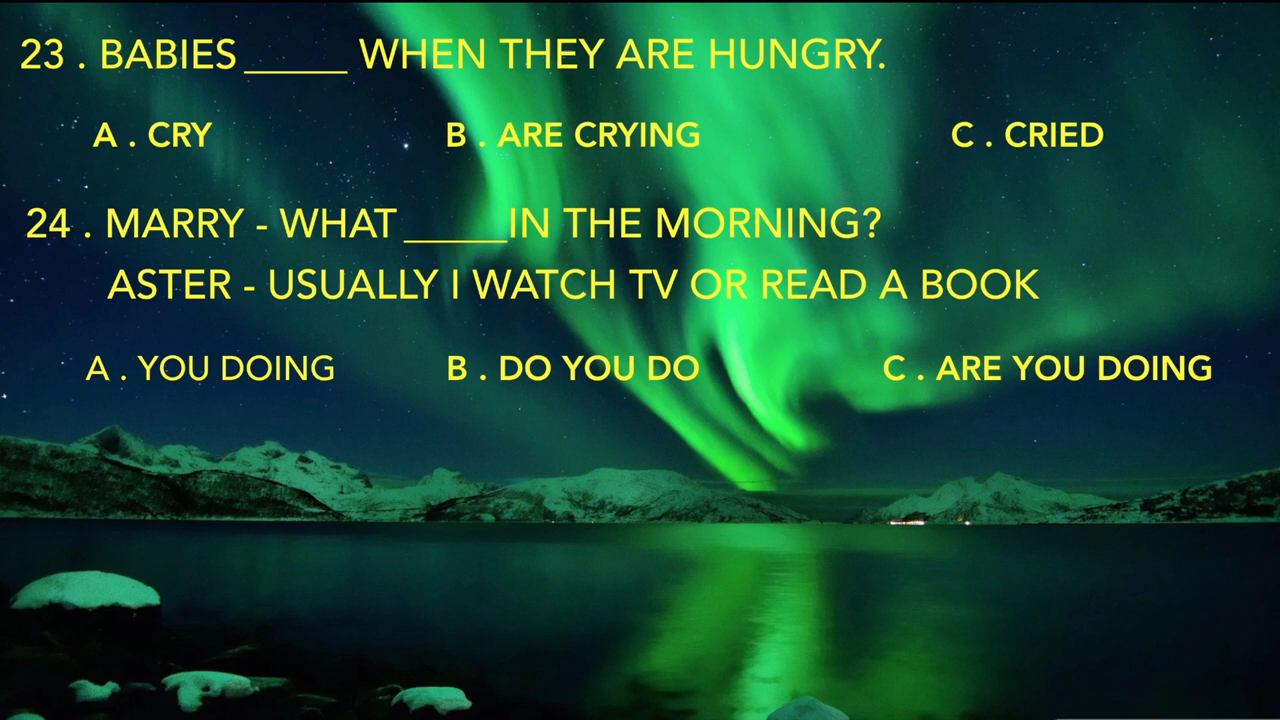 23 . BABIES _____ WHEN THEY ARE HUNGRY.
A . CRY B . ARE CRYING C . CRIED
24 . MARRY - WHAT _____IN THE MORNING?
ASTER - USUALLY I WATCH TV OR READ A BOOK
A . YOU DOING B . DO YOU DO C . ARE YOU DOING